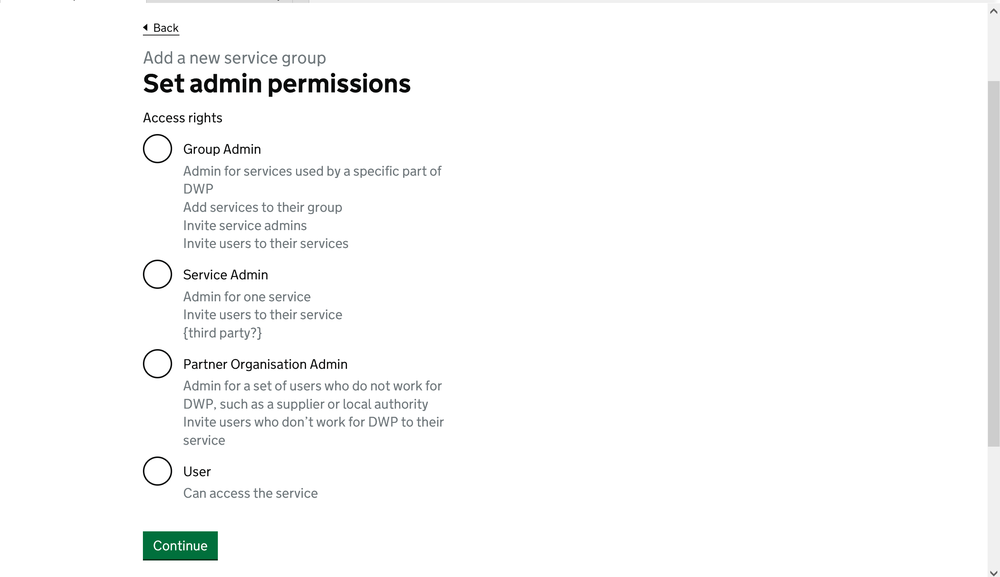 Back
Add a new service group
Set admin permissions
Access rights
Group Admin
Admin for services used by a specific part of
DWP
Add services to their group
Invite service admins
Invite users to their services
Service Admin
Admin for one service
Invite users to their service
{third party?}
Partner Organisation Admin
Admin for a set of users who do not work for
DWP, such as a supplier or local authority
Invite users who don’t work for DWP to their
service
User
Can access the service
Continue